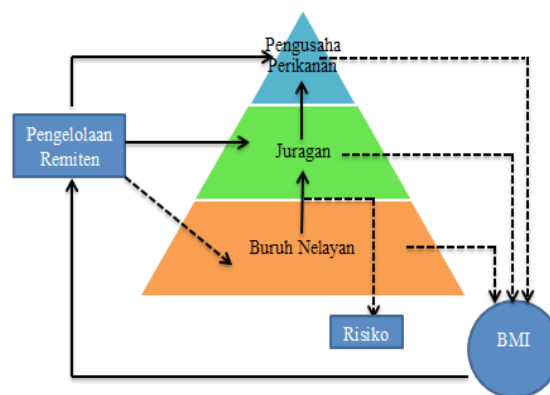 Pengusaha
Perikanan
Pengelolaan
Remiten
Juragan
Buruh Nelayan
Risiko
BMI